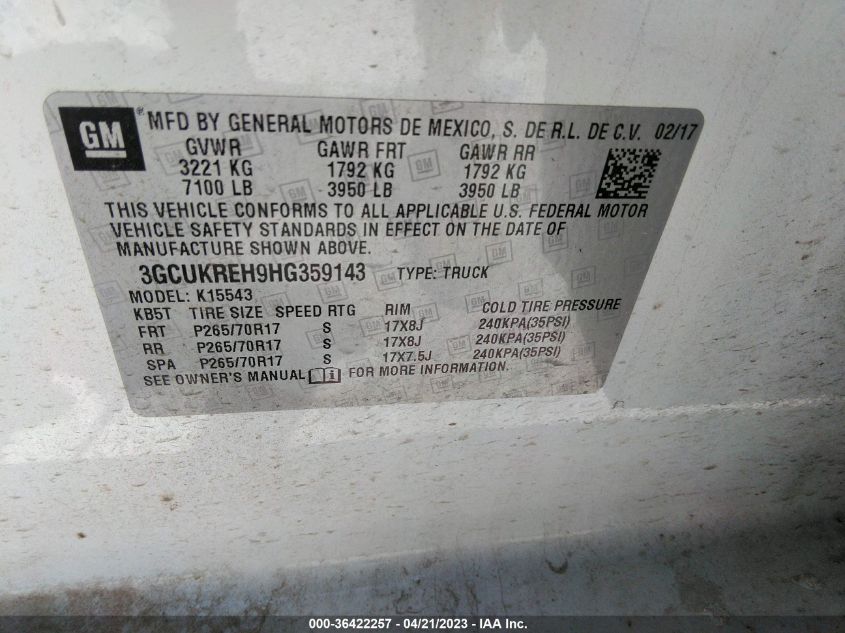 GM ® MFD BY GENERAL MOTORS DE MEXICO, S. DE R.L. DE C.V. 02/17
GVWR GAWR FRT GAWR RR
3221 KG 1792 KG 1792 KG
7100 LB 3950 LB 3950 LB
THIS VEHICLE CONFORMS TO ALL APPLICABLE U.S. FEDERAL MOTOR
VEHICLE SAFETY STANDARDS IN EFFECT ON THE DATE OF
MANUFACTURE SHOWN ABOVE.
3GCUKREH9HG359143 TYPE: TRUCK
MODEL: K15543
KB5T TIRE SIZE SPEED RTG RIM COLD TIRE PRESSURE
FRT P265/70R17 S 17X8J 240KPA(35PSI)
RR P265/70R17 S 17X8J 240KPA(35PSI)
SPA P265/70R17 S 17X7.5J 240KPA(35PSI)
SEE OWNER'S MANUAL i FOR MORE INFORMATION.
000-36422257 - 04/21/2023 - IAA Inc.